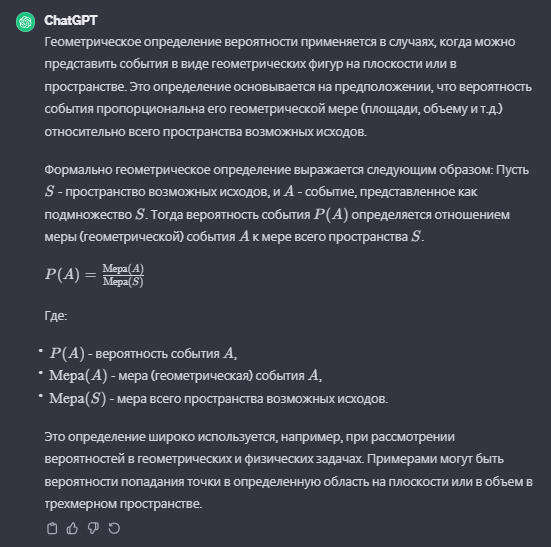 ChatGPT
Геометрическое определение вероятности применяется в случаях, когда можно
представить события в виде геометрических фигур на плоскости или в
пространстве. Это определение основывается на предположении, что вероятность
события пропорциональна его геометрической мере (площади, объему и т.д.)
относительно всего пространства возможных исходов.
Формально геометрическое определение выражается следующим образом: Пусть
S - пространство возможных исходов, и A - событие, представленное как
подмножество S. Тогда вероятность события P(A) определяется отношением
меры (геометрической) события A к мере всего пространства S.
P(A) = Мера(A)/Мера(S)
Где:
• P(A) - вероятность события A,
• Мера(A) - мера (геометрическая) события A,
• Мера(S) - мера всего пространства возможных исходов.
Это определение широко используется, например, при рассмотрении
вероятностей в геометрических и физических задачах. Примерами могут быть
вероятности попадания точки в определенную область на плоскости или в объем в
трехмерном пространстве.